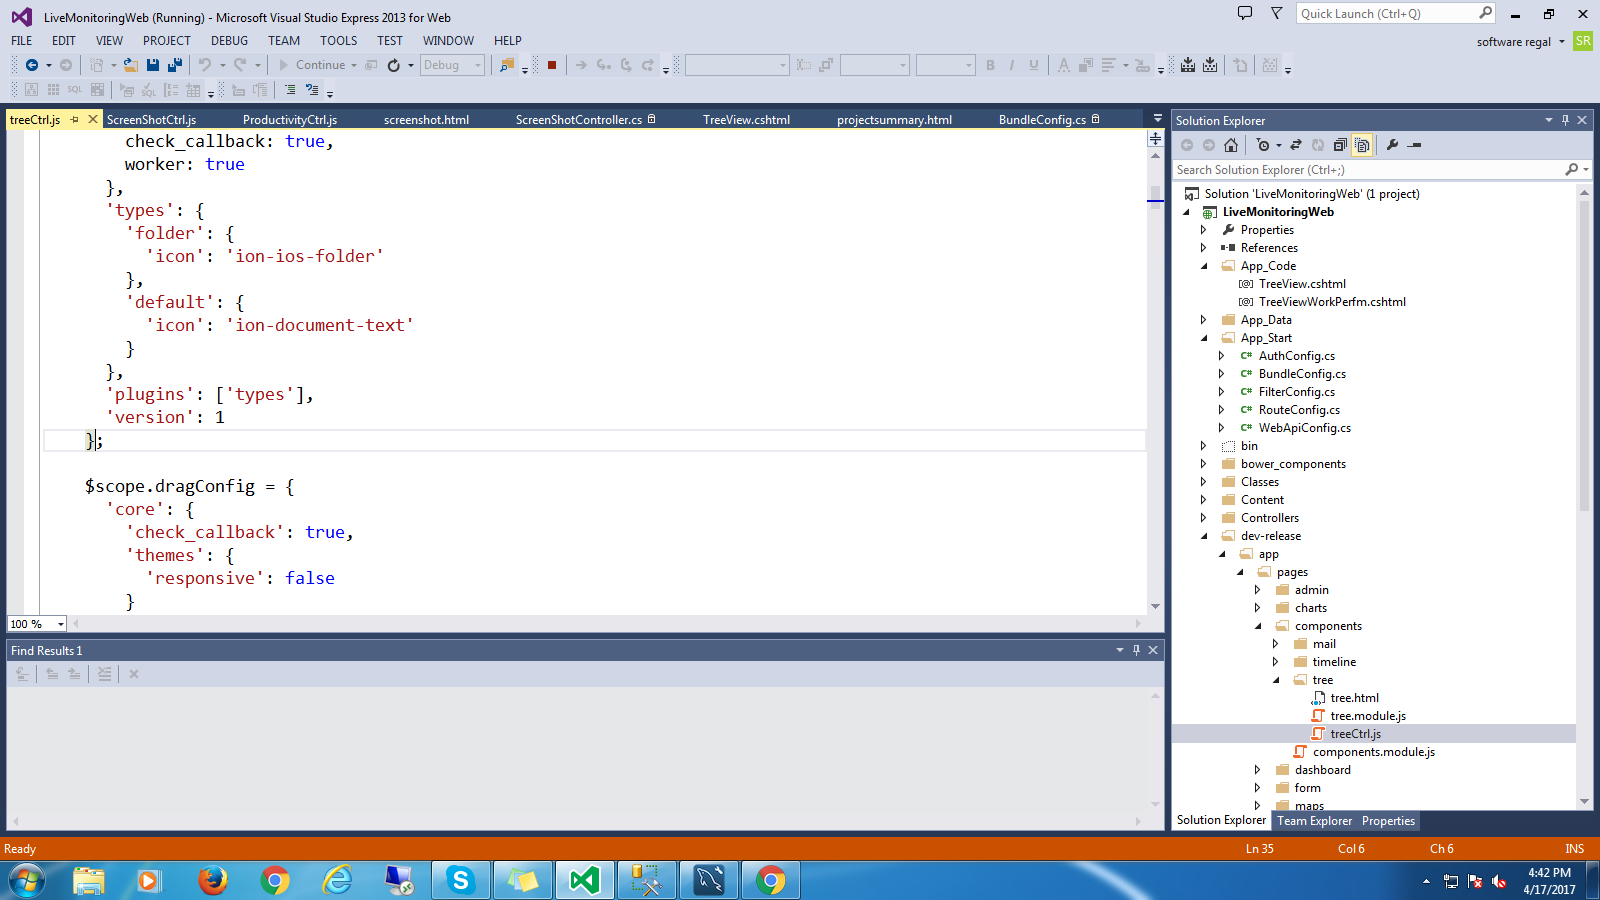 LiveMonitoringWeb (Running) - Microsoft Visual Studio Express 2013 for Web
Quick Launch (Ctrl+Q)
FILE EDIT VIEW PROJECT DEBUG TEAM TOOLS TEST WINDOW HELP
software regal SR
Continue Debug
SQL
treeCtrl.js ScreenShotCtrl.js ProductivityCtrl.js screenshot.html ScreenShotController.cs TreeView.cshtml projectsummary.html BundleConfig.cs
check_callback: true,
worker: true
},
'types': {
'folder': {
'icon': 'ion-ios-folder'
},
'default': {
'icon': 'ion-document-text'
}
},
'plugins': ['types'],
'version': 1
};
$scope.dragConfig = {
'core': {
'check_callback': true,
'themes': {
'responsive': false
}
100 %
Find Results 1
Solution Explorer
Search Solution Explorer (Ctrl+;)
Solution 'LiveMonitoringWeb' (1 project)
LiveMonitoringWeb
Properties
References
App_Code
TreeView.cshtml
TreeViewWorkPerfm.cshtml
App_Data
App_Start
AuthConfig.cs
BundleConfig.cs
FilterConfig.cs
RouteConfig.cs
WebApiConfig.cs
bin
bower_components
Classes
Content
Controllers
dev-release
app
pages
admin
charts
components
mail
timeline
tree
tree.html
tree.module.js
treeCtrl.js
components.module.js
dashboard
form
maps
Solution Explorer Team Explorer Properties
Ready Ln 35 Col 6 Ch 6 INS
4:42 PM
4/17/2017